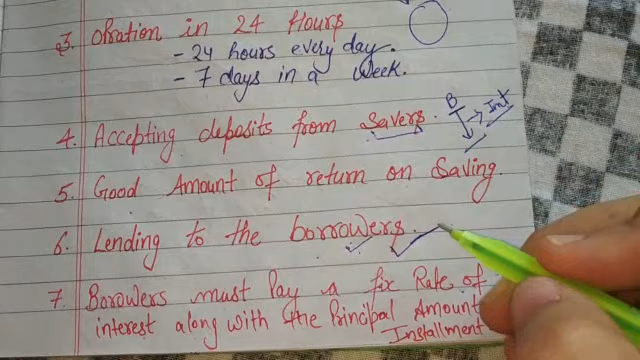 3. Oration in 24 Hours
- 24 hours every day.
- 7 days in a week.
4. Accepting deposits from savers.
B → Int
5. Good Amount of return on Saving.
6. Lending to the borrowers.
7. Borowers must Pay a fix Rate of
interest along with the Principal Amount
Installment